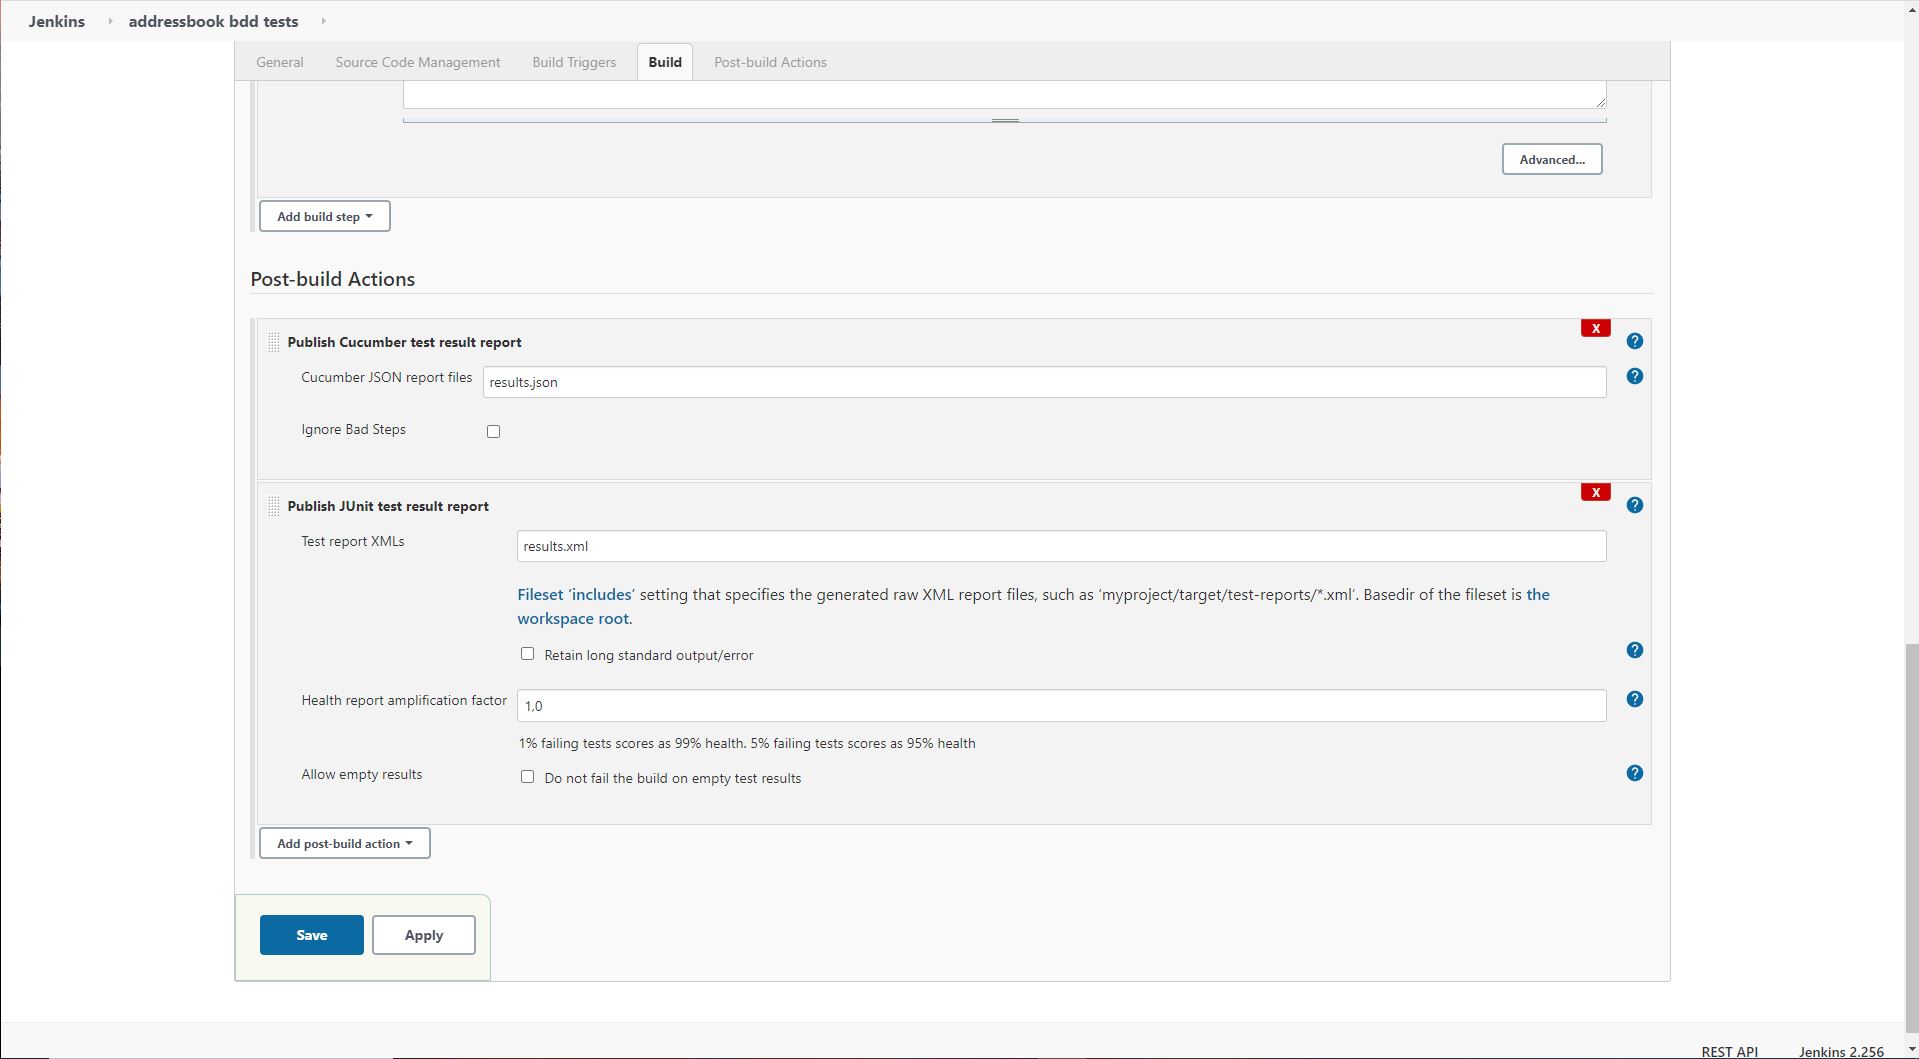 Jenkins
addressbook bdd tests
General
Source Code Management
Build Triggers
Build
Post-build Actions
Advanced...
Add build step
Post-build Actions
X
Publish Cucumber test result report
?
Cucumber JSON report files
results.json
?
Ignore Bad Steps
X
Publish JUnit test result report
?
Test report XMLs
results.xml
Fileset 'includes' setting that specifies the generated raw XML report files, such as 'myproject/target/test-reports/*.xml'. Basedir of the fileset is the
workspace root.
Retain long standard output/error
?
Health report amplification factor
1,0
?
1% failing tests scores as 99% health. 5% failing tests scores as 95% health
Allow empty results
Do not fail the build on empty test results
?
Add post-build action
Save
Apply
REST API
Jenkins 2.256